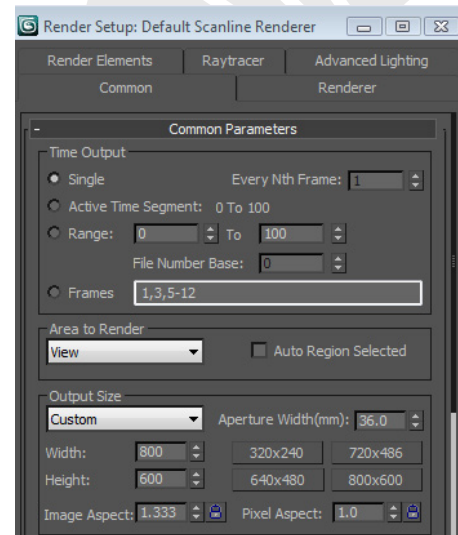 Render Setup: Default Scanline Renderer
Render Elements Raytracer Advanced Lighting
Common Renderer
- Common Parameters
Time Output
Single Every Nth Frame: 1
Active Time Segment: 0 To 100
Range: 0 To 100
File Number Base: 0
Frames 1,3,5-12
Area to Render
View Auto Region Selected
Output Size
Custom Aperture Width(mm): 36.0
Width: 800 320x240 720x486
Height: 600 640x480 800x600
Image Aspect: 1.333 Pixel Aspect: 1.0